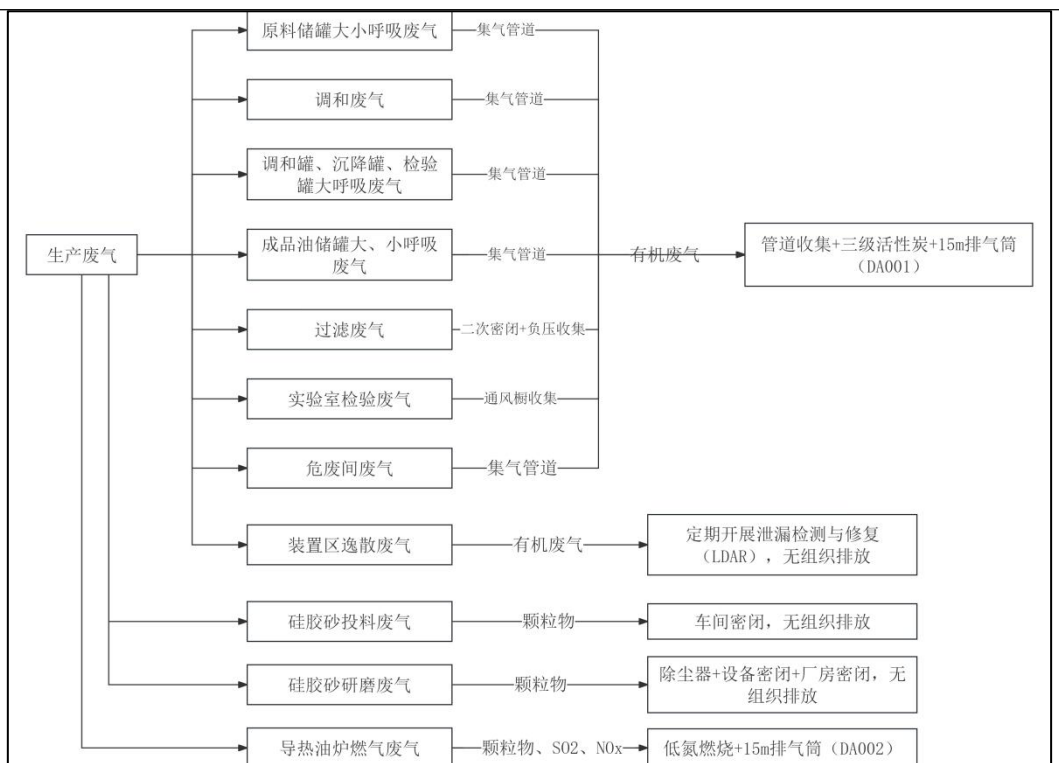 原料储罐大小呼吸废气
集气管道
调和废气
集气管道
调和罐、沉降罐、检验
罐大呼吸废气
集气管道
生产废气
成品油储罐大、小呼吸
废气
集气管道
有机废气
管道收集+三级活性炭+15m排气筒
（DA001）
过滤废气
二次密闭+负压收集
实验室检验废气
通风橱收集
危废间废气
集气管道
装置区逸散废气
有机废气
定期开展泄漏检测与修复
（LDAR），无组织排放
硅胶砂投料废气
颗粒物
车间密闭，无组织排放
硅胶砂研磨废气
颗粒物
除尘器+设备密闭+厂房密闭，无
组织排放
导热油炉燃气废气
颗粒物、SO2、NOx
低氮燃烧+15m排气筒（DA002）